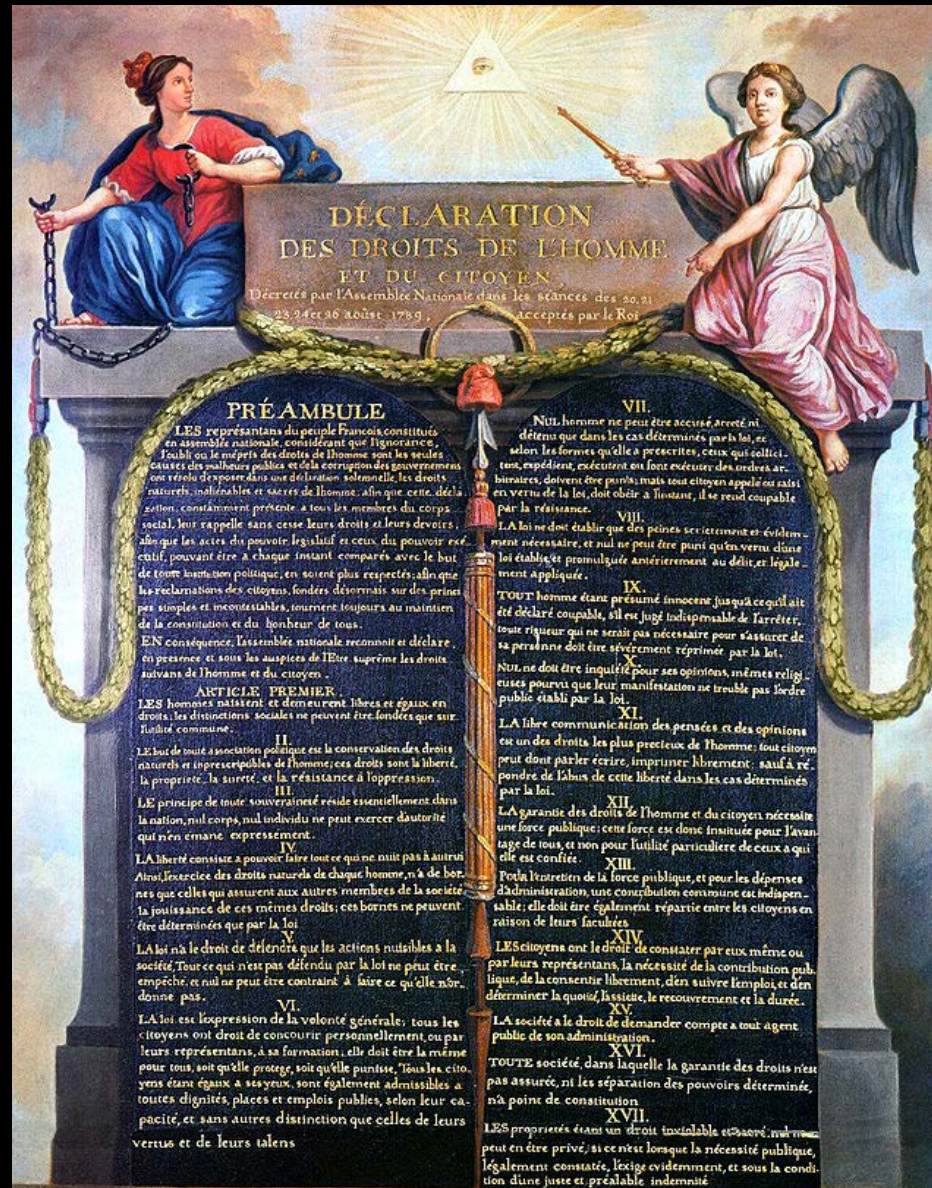 DÉCLARATION
DES DROITS DE L'HOMME
ET DU CITOYEN,
Décretés par l'Assemblée Nationale dans les séances des 20, 21
23, 24 et 26 août 1789, acceptés par le Roi
PRÉAMBULE
LES représantans du peuple Francois, constitués
en assemblée nationale, considérant que l'ignorance,
l'oubli ou le mépris des droits de l'homme sont les seules
causes des malheurs publics et de la corruption des gouvernemens
ont résolu d'exposer dans une déclaration solemnelle, les droits
naturels, inaliénables et sacrés de l'homme; afin que cette décla
ration, constamment présente à tous les membres du corps
social, leur rappelle sans cesse leurs droits et leurs devoirs,
afin que les actes du pouvoir législatif et ceux du pouvoir exé
cutif, pouvant être à chaque instant comparés avec le but
de toute institution politique, en soient plus respectés; afin que
les reclamations des citoyens, fondées désormais sur des princi
pes simples et incontestables, tournent toujours au maintien
de la constitution et du bonheur de tous.
EN conséquence, l'assemblée nationale reconnoit et déclare,
en presence et sous les auspices de l'Etre suprême les droits
suivans de l'homme et du citoyen.
ARTICLE PREMIER.
LES hommes naissent et demeurent libres et égaux en
droits; les distinctions sociales ne peuvent être fondées que sur
l'utilité commune.
II.
LE but de toute association politique est la conservation des droits
naturels et inprescriptibles de l'homme; ces droits sont la liberté,
la propriété, la sureté, et la résistance à l'oppression.
III.
LE principe de toute souveraineté réside essentiellement dans
la nation, nul corps, nul individu ne peut exercer d'autorité
qui n'en emane expressement.
IV.
LA liberté consiste a pouvoir faire tout ce qui ne nuit pas à autrui
Ainsi, l'exercice des droits naturels de chaque homme, n'a de bor-
nes que celles qui assurent aux autres membres de la société
la jouissance de ces mêmes droits; ces bornes ne peuvent
être déterminées que par la loi
V.
LA loi n'a le droit de défendre que les actions nuisibles a la
société. Tout ce qui n'est pas défendu par la loi ne peut être
empêché, et nul ne peut être contraint à faire ce qu'elle n'or-
donne pas.
VI.
LA loi est l'expression de la volonté générale; tous les
citoyens ont droit de concourir personnellement, ou par
leurs représentans, à sa formation; elle doit être la même
pour tous, soit qu'elle protege, soit qu'elle punisse. Tous les cito-
yens étant égaux à ses yeux, sont également admissibles à
toutes dignités, places et emplois publics, selon leur ca-
pacité, et sans autres distinction que celles de leurs
vertus et de leurs talens
VII.
NUL homme ne peut être accusé, arreté ni
détenu que dans les cas déterminés par la loi, et
selon les formes qu'elle a prescrites, ceux qui sollici-
tent, expédient, exécutent ou font exécuter des ordres ar-
bitraires, doivent être punis; mais tout citoyen appelé ou saisi
en vertu de la loi, doit obéir a l'instant, il se rend coupable
par la résistance.
VIII.
LA loi ne doit établir que des peines strictement et évidem-
ment nécessaire, et nul ne peut être puni qu'en vertu d'une
loi établie et promulguée antérierement au délit, et légale-
ment appliquée.
IX.
TOUT homme étant présumé innocent jusqu'à ce qu'il ait
été déclaré coupable, s'il est jugé indispensable de l'arrêter,
toute rigueur qui ne serait pas nécessaire pour s'assurer de
sa personne doit être sévèrement réprimée par la loi.
X.
NUL ne doit être inquiété pour ses opinions, mêmes religi-
euses pourvu que leur manifestation ne trouble pas l'ordre
public établi par la loi.
XI.
LA libre communication des pensées et des opinions
est un des droits les plus precieux de l'homme; tout citoyen
peut donc parler écrire, imprimer librement; sauf à ré-
pondre de l'abus de cette liberté dans les cas déterminés
par la loi.
XII.
LA garantie des droits de l'homme et du citoyen nécessite
une force publique; cette force est donc instituée pour l'avan-
tage de tous, et non pour l'utilité particuliere de ceux a qui
elle est confiée.
XIII.
Pour l'entretien de la force publique, et pour les dépenses
d'administration, une contribution commune est indispen-
sable; elle doit être également répartie entre les citoyens en
raison de leurs facultées
XIV.
LES citoyens ont le droit de constater par eux même ou
par leurs représentans, la nécessité de la contribution pub-
lique, de la consentir librement, d'en suivre l'emploi, et d'en
déterminer la quotité, l'assiette, le recouvrement et la durée.
XV.
LA société a le droit de demander compte a tout agent
public de son administration.
XVI.
TOUTE société, dans laquelle la garantie des droits n'est
pas assurée, ni les séparation des pouvoirs déterminée,
n'a point de constitution
XVII.
LES proprietés étant un droit inviolable et sacré, nul ne
peut en être privé, si ce n'est lorsque la nécessité publique,
légalement constatée, l'exige evidemment, et sous la condi-
tion d'une juste et préalable indemnité